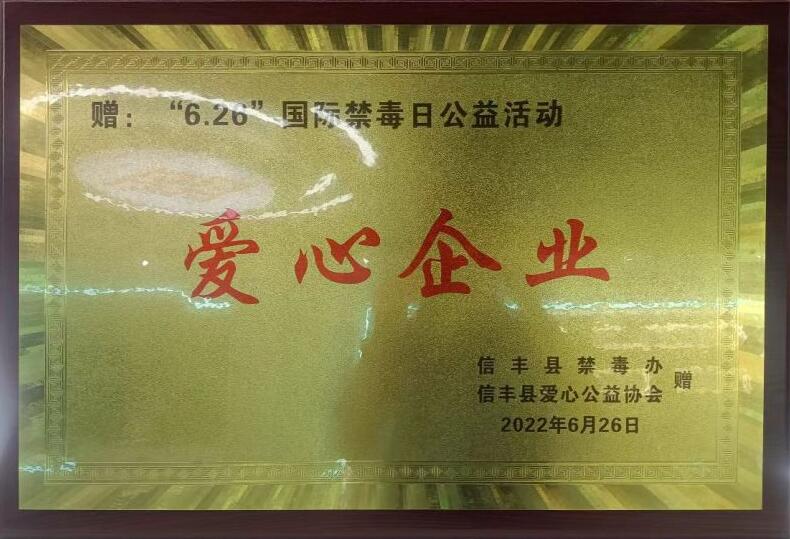 赠：“6.26”国际禁毒日公益活动
爱心企业
信丰县禁毒办
信丰县爱心公益协会
赠
2022年6月26日